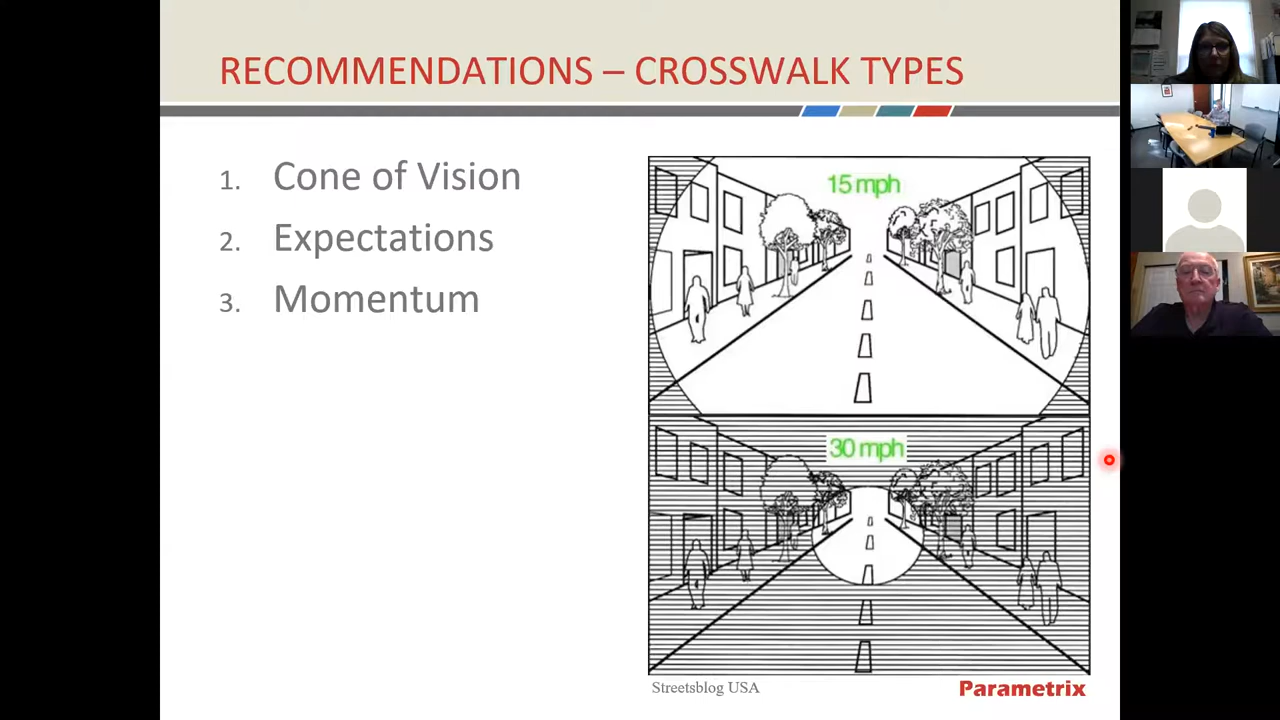 RECOMMENDATIONS – CROSSWALK TYPES
1. Cone of Vision
2. Expectations
3. Momentum
15 mph
30 mph
Streetsblog USA
Parametrix